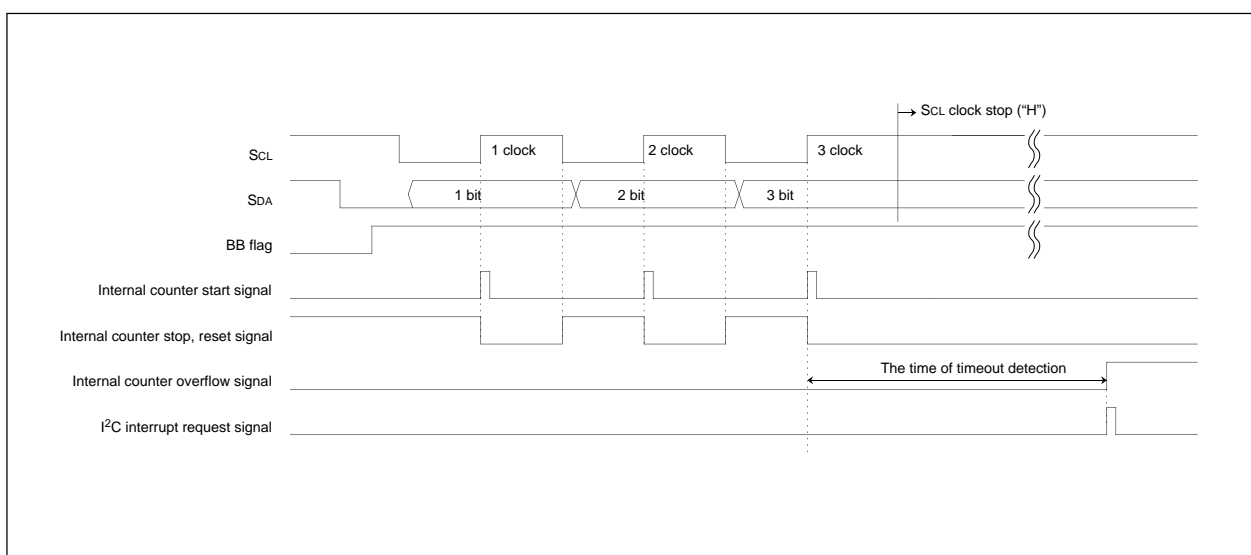 SCL clock stop ("H")
SCL
1 clock
2 clock
3 clock
SDA
1 bit
2 bit
3 bit
BB flag
Internal counter start signal
Internal counter stop, reset signal
Internal counter overflow signal
The time of timeout detection
I²C interrupt request signal